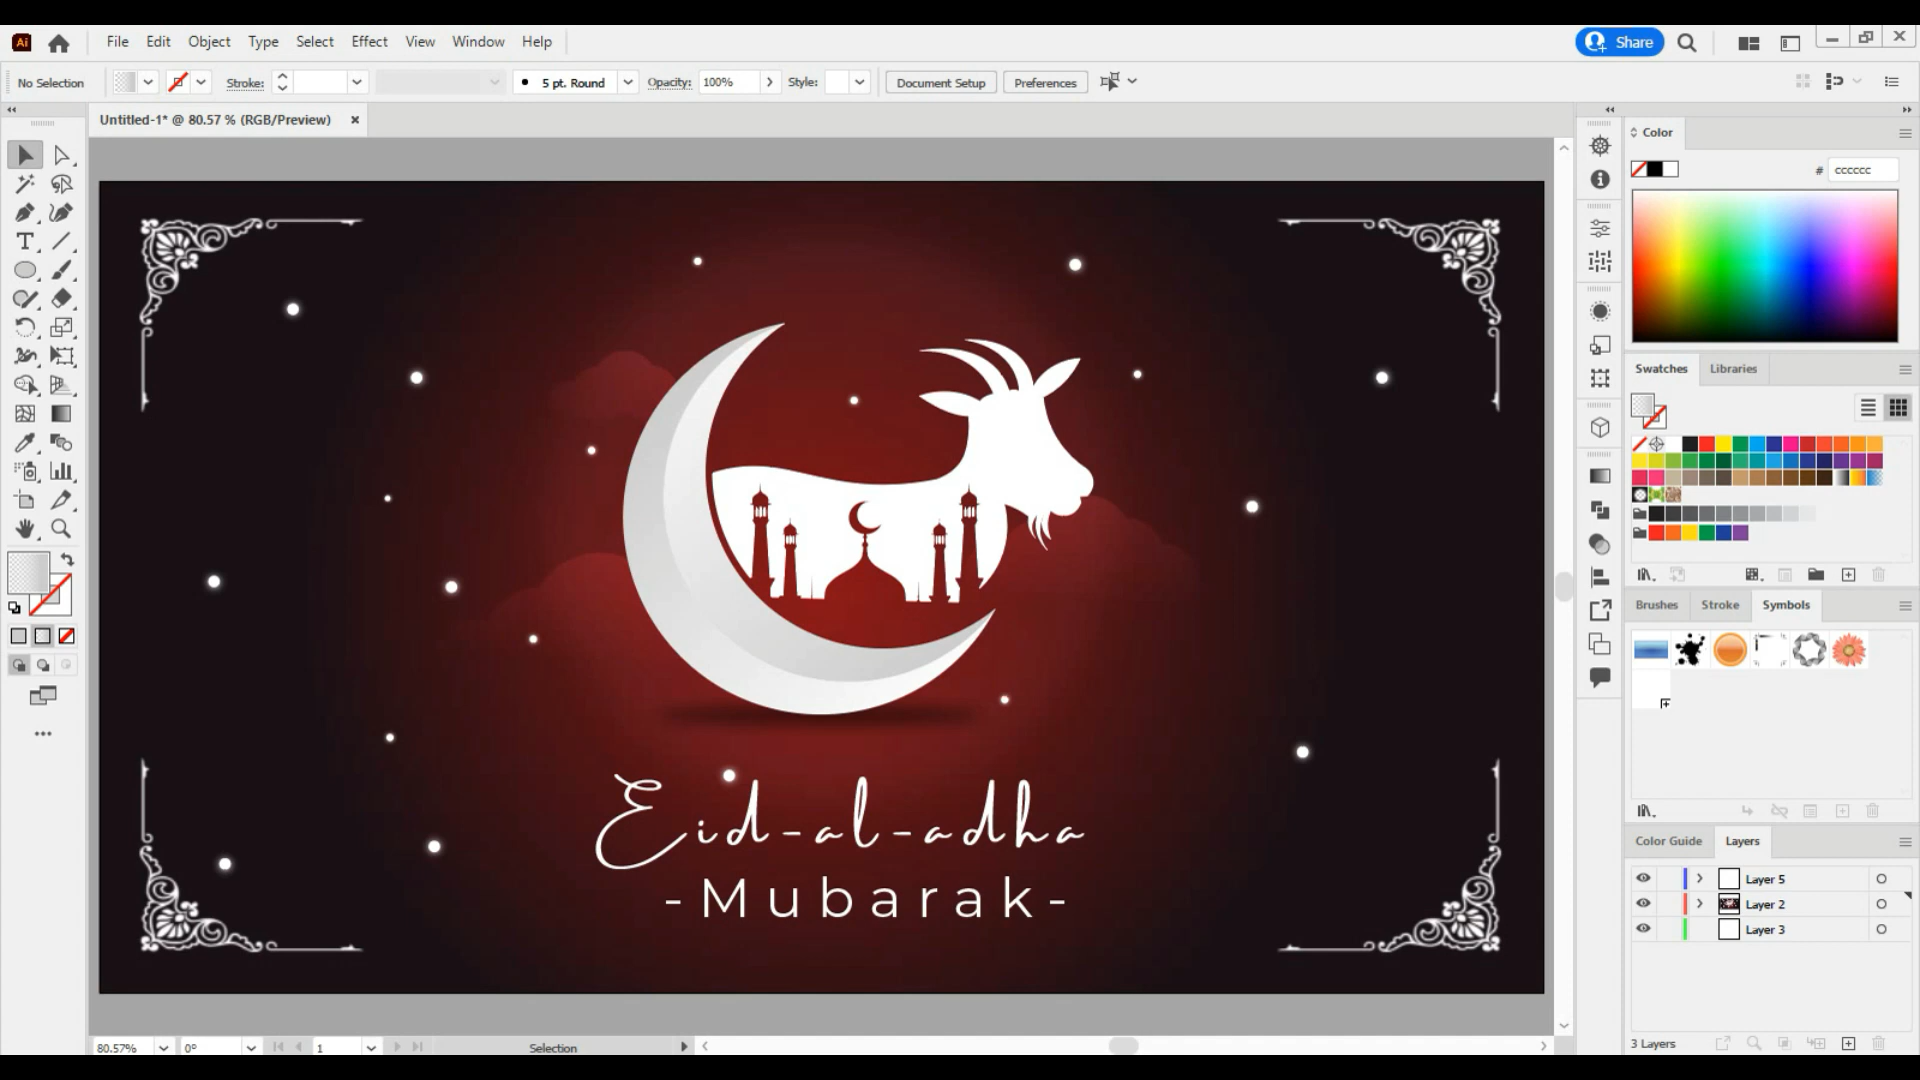 Ai
File Edit Object Type Select Effect View Window Help
Share
No Selection
Stroke:
5 pt. Round
Opacity: 100%
Style:
Document Setup
Preferences
Untitled-1* @ 80.57 % (RGB/Preview)
Color
# cccccc
Swatches Libraries
Brushes Stroke Symbols
Color Guide Layers
Layer 5
Layer 2
Layer 3
3 Layers
Eid-al-adha
-Mubarak-
80.57% 0° 1 Selection